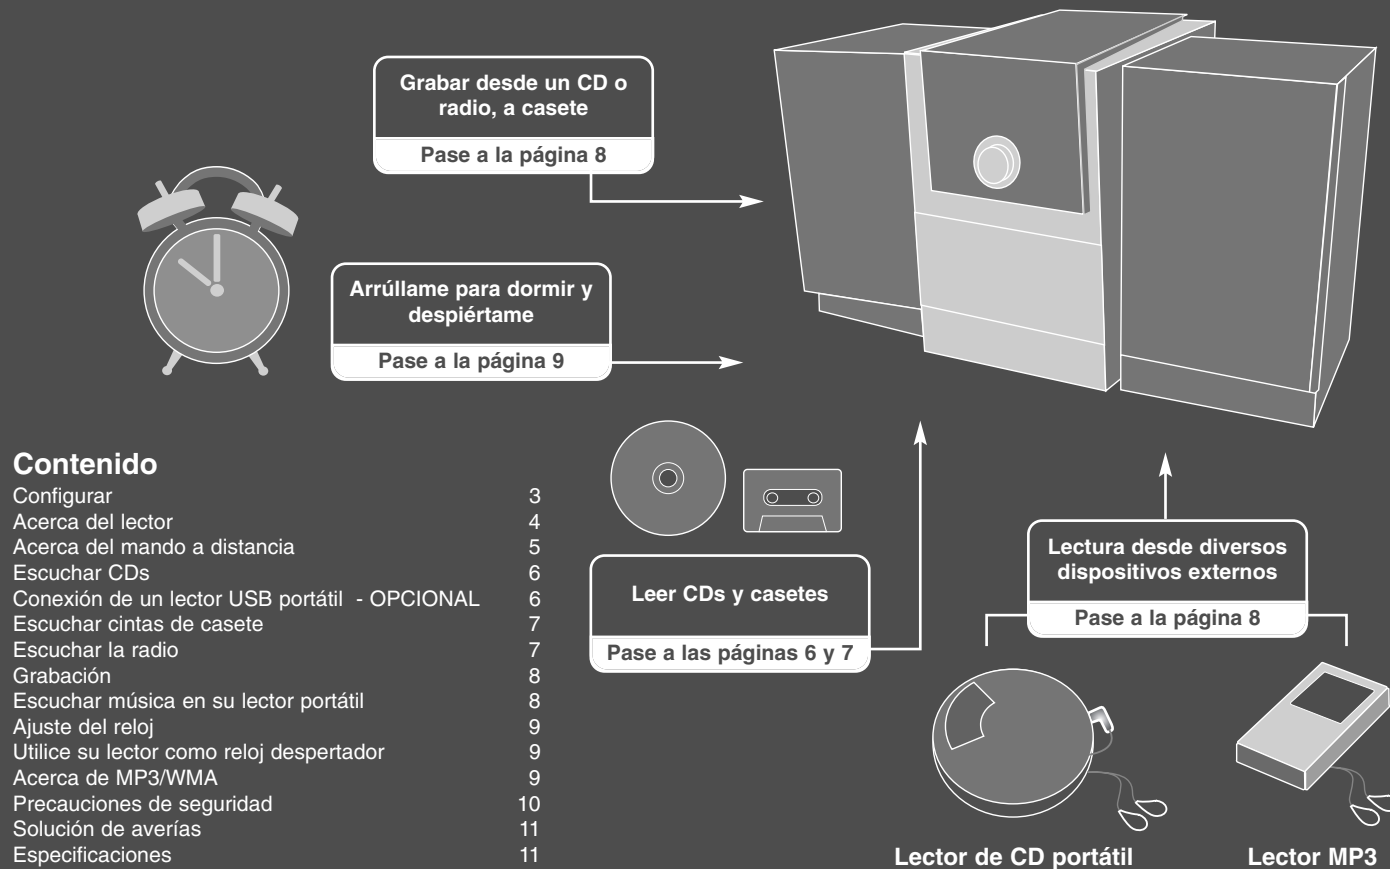 Grabar desde un CD o
radio, a casete
Pase a la página 8
Arrúllame para dormir y
despiértame
Pase a la página 9
Contenido
Configurar 3
Acerca del lector 4
Acerca del mando a distancia 5
Escuchar CDs 6
Conexión de un lector USB portátil - OPCIONAL 6
Escuchar cintas de casete 7
Escuchar la radio 7
Grabación 8
Escuchar música en su lector portátil 8
Ajuste del reloj 9
Utilice su lector como reloj despertador 9
Acerca de MP3/WMA 9
Precauciones de seguridad 10
Solución de averías 11
Especificaciones 11
Leer CDs y casetes
Pase a las páginas 6 y 7
Lectura desde diversos
dispositivos externos
Pase a la página 8
Lector de CD portátil
Lector MP3